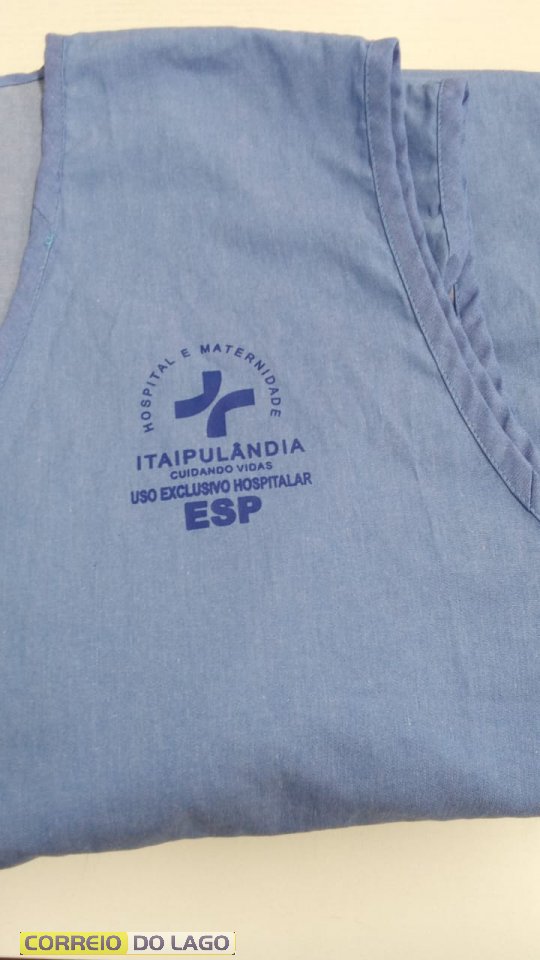 HOSPITAL E MATERNIDADE
ITAIPULÂNDIA
CUIDANDO VIDAS
USO EXCLUSIVO HOSPITALAR
ESP
CORREIO DO LAGO